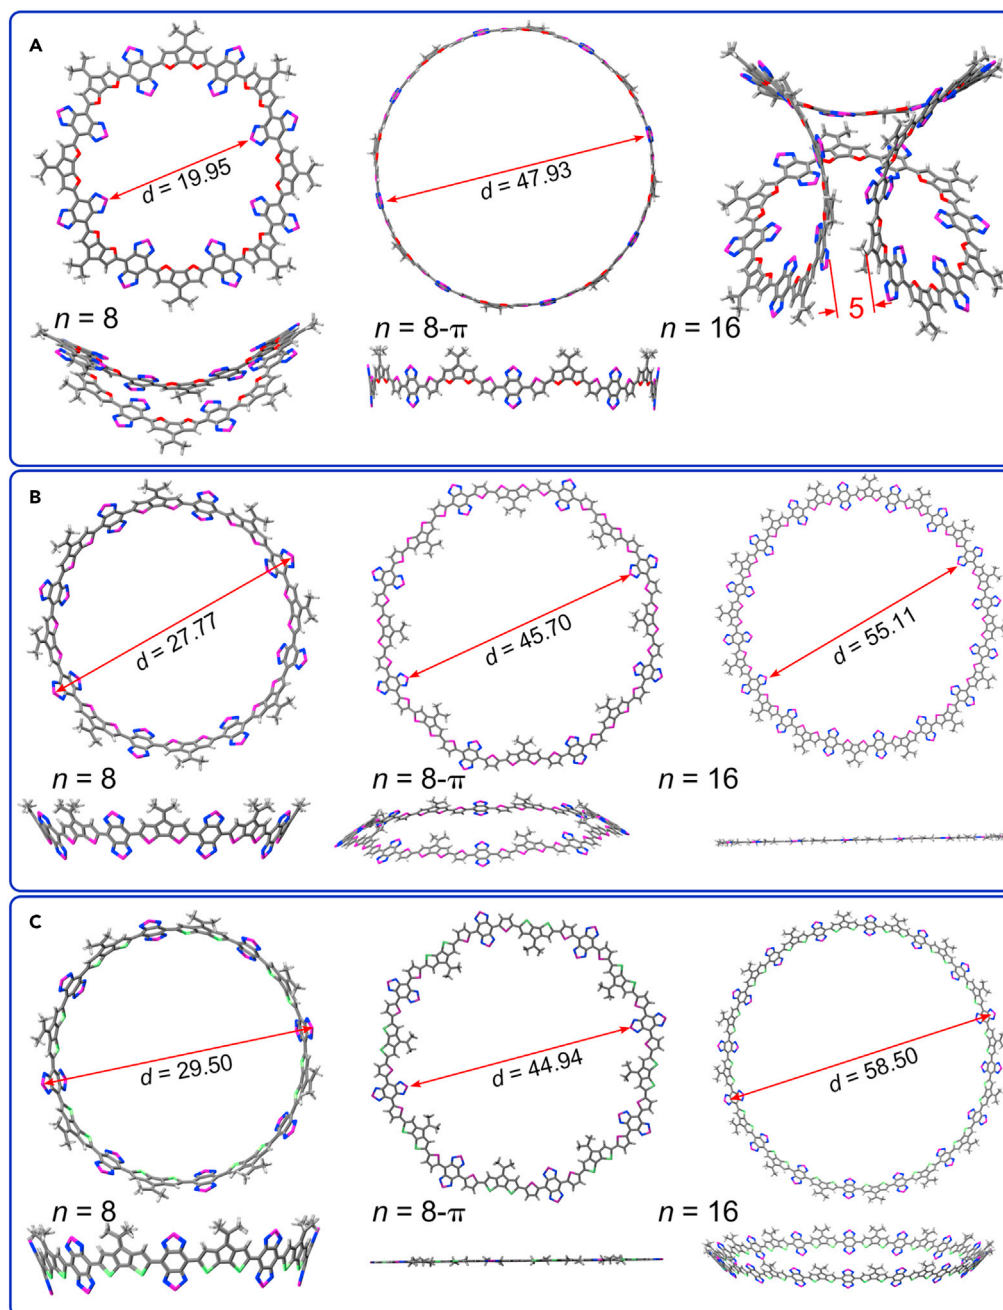 A
d = 19.95
d = 47.93
5
n = 8
n = 8-π
n = 16
B
d = 27.77
d = 45.70
d = 55.11
n = 8
n = 8-π
n = 16
C
d = 29.50
d = 44.94
d = 58.50
n = 8
n = 8-π
n = 16